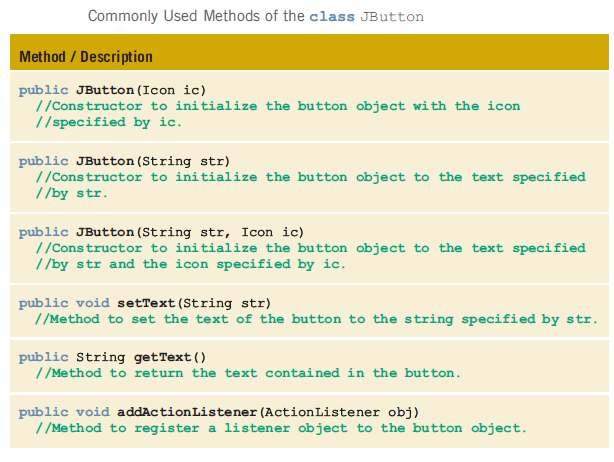 Commonly Used Methods of the class JButton
Method / Description
public JButton(Icon ic)
//Constructor to initialize the button object with the icon
//specified by ic.
public JButton(String str)
//Constructor to initialize the button object to the text specified
//by str.
public JButton(String str, Icon ic)
//Constructor to initialize the button object to the text specified
//by str and the icon specified by ic.
public void setText(String str)
//Method to set the text of the button to the string specified by str.
public String getText()
//Method to return the text contained in the button.
public void addActionListener(ActionListener obj)
//Method to register a listener object to the button object.